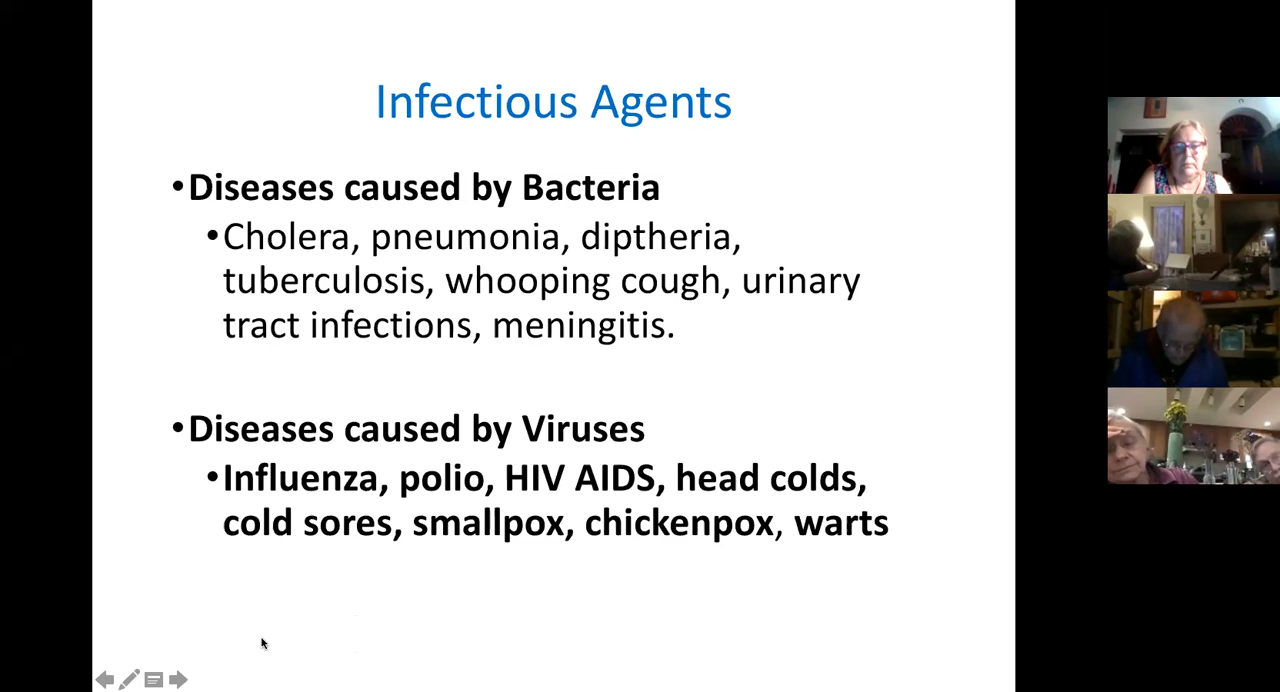 Infectious Agents
•Diseases caused by Bacteria
•Cholera, pneumonia, diptheria,
tuberculosis, whooping cough, urinary
tract infections, meningitis.
•Diseases caused by Viruses
•Influenza, polio, HIV AIDS, head colds,
cold sores, smallpox, chickenpox, warts